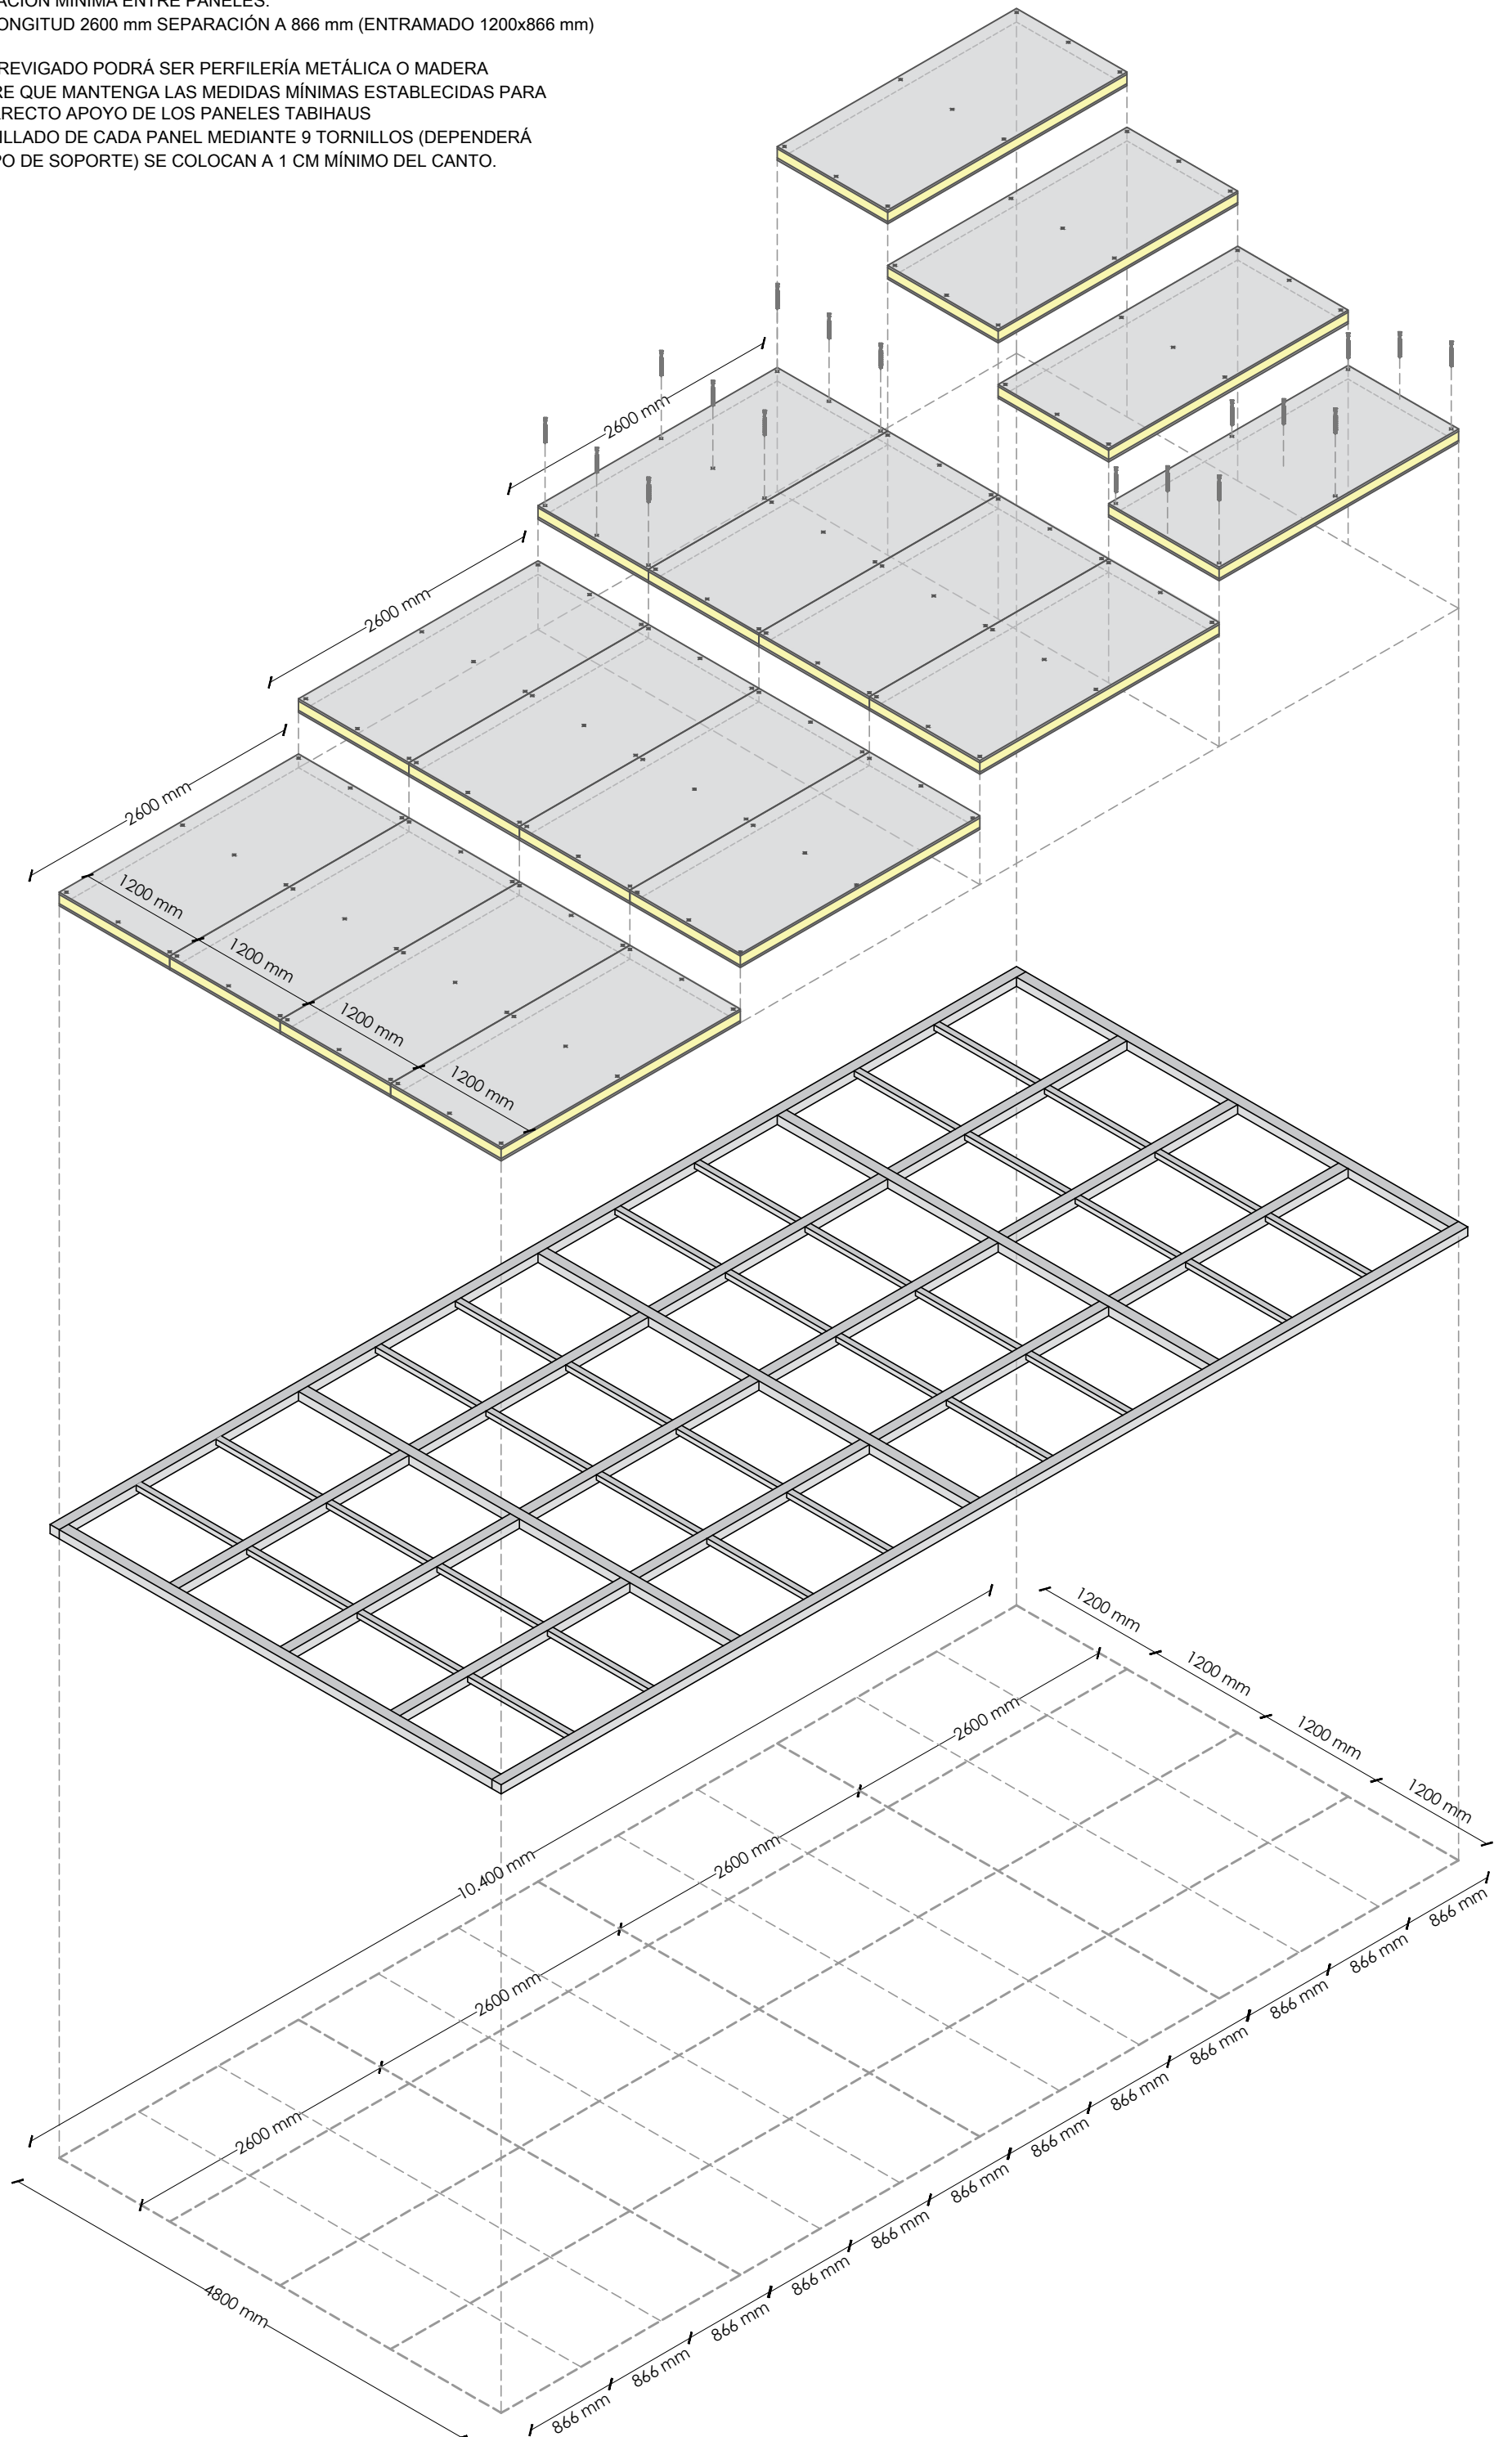 ACIÓN MÍNIMA ENTRE PANELES.
ONGITUD 2600 mm SEPARACIÓN A 866 mm (ENTRAMADO 1200x866 mm)
REVIGADO PODRÁ SER PERFILERÍA METÁLICA O MADERA
RE QUE MANTENGA LAS MEDIDAS MÍNIMAS ESTABLECIDAS PARA
RRECTO APOYO DE LOS PANELES TABIHAUS
ILLADO DE CADA PANEL MEDIANTE 9 TORNILLOS (DEPENDERÁ
PO DE SOPORTE) SE COLOCAN A 1 CM MÍNIMO DEL CANTO.
2600 mm
2600 mm
2600 mm
1200 mm
1200 mm
1200 mm
1200 mm
1200 mm
1200 mm
1200 mm
1200 mm
2600 mm
2600 mm
2600 mm
2600 mm
10.400 mm
4800 mm
866 mm
866 mm
866 mm
866 mm
866 mm
866 mm
866 mm
866 mm
866 mm
866 mm
866 mm
866 mm